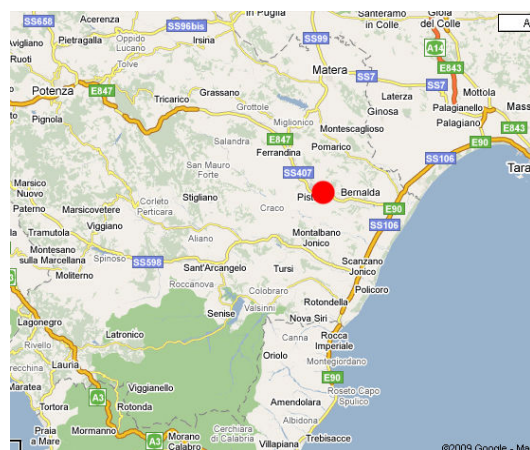 in Puglia
Santeramo
in Colle
Gioia
del Colle
A
SS658
Acerenza
SS96bis
Pietragalla
Oppido
Lucano
Irsina
SS99
A14
Avigliano
Ruoti
Tolve
Matera
SS7
E843
Potenza
E847
Tricarico
Grassano
Grottole
SS7
Laterza
Ginosa
Mottola
Palagianello
Mass
Palagiano
E843
Pignola
Miglionico
Montescaglioso
Salandra
E847
Pomarico
Ferrandina
SS106
E90
Tara
San Mauro
Forte
SS407
Marsico
Nuovo
Paterno
Marsicovetere
Viggiano
Corleto
Perticara
Stigliano
Craco
Pis
Bernalda
E90
Tramutola
Aliano
SS106
Montesano
sulla Marcellana
Spinoso
SS598
Montalbano
Jonico
Moliterno
Sant'Arcangelo
Tursi
Scanzano
Jonico
Roccanova
Colobraro
Policoro
Valsinni
Rotondella
Senise
Nova Siri
Lagonegro
Latronico
Canna
Rocca
Imperiale
Rivello
Oriolo
Montegiordano
Lauria
E90
Roseto Capo
Spulico
Maratea
Viggianello
A3
Amendolara
Tortora
Rotonda
Albidona
Praia
a Mare
Mormanno
A3
Morano
Calabro
Cerchiara
di Calabria
Trebisacce
Villapiana
©2009 Google - Ma